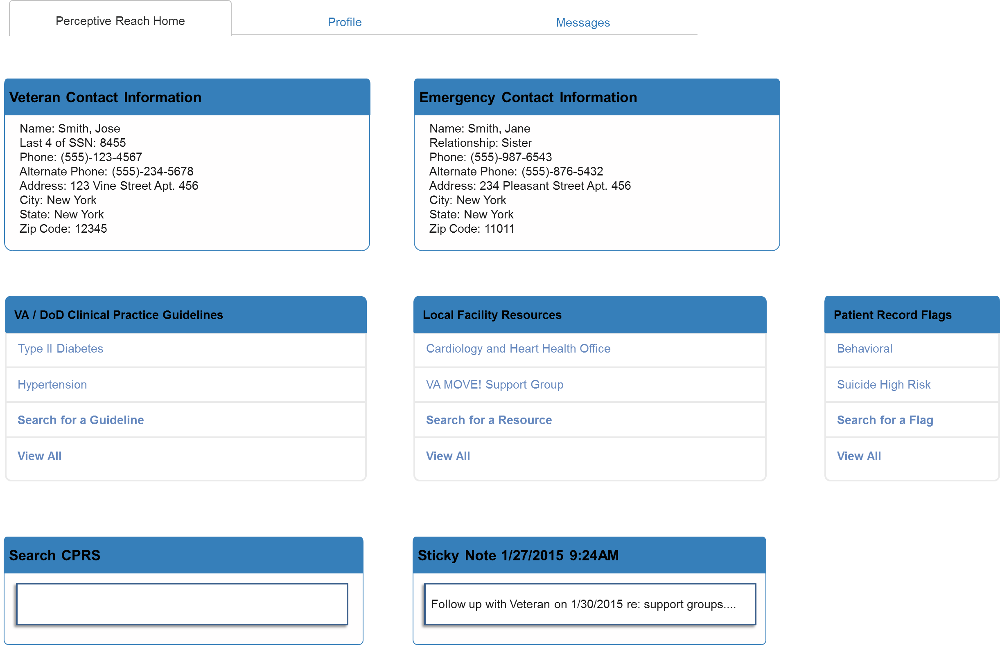 Perceptive Reach Home
Profile
Messages
Veteran Contact Information
Name: Smith, Jose
Last 4 of SSN: 8455
Phone: (555)-123-4567
Alternate Phone: (555)-234-5678
Address: 123 Vine Street Apt. 456
City: New York
State: New York
Zip Code: 12345
Emergency Contact Information
Name: Smith, Jane
Relationship: Sister
Phone: (555)-987-6543
Alternate Phone: (555)-876-5432
Address: 234 Pleasant Street Apt. 456
City: New York
State: New York
Zip Code: 11011
VA / DoD Clinical Practice Guidelines
Type II Diabetes
Hypertension
Search for a Guideline
View All
Local Facility Resources
Cardiology and Heart Health Office
VA MOVE! Support Group
Search for a Resource
View All
Patient Record Flags
Behavioral
Suicide High Risk
Search for a Flag
View All
Search CPRS
Sticky Note 1/27/2015 9:24AM
Follow up with Veteran on 1/30/2015 re: support groups....